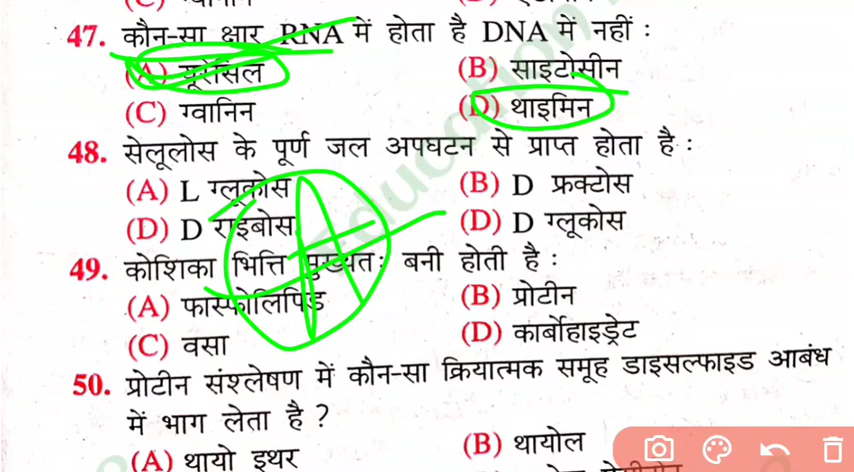 47. कौन-सा क्षार RNA में होता है DNA में नहीं :
(A) यूरेसिल (B) साइटोसीन
(C) ग्वानिन (D) थाइमिन
48. सेलूलोस के पूर्ण जल अपघटन से प्राप्त होता है :
(A) L ग्लूकोस (B) D फ्रक्टोस
(D) D राइबोस (D) D ग्लूकोस
49. कोशिका भित्ति मुख्यतः बनी होती है :
(A) फास्फोलिपिड (B) प्रोटीन
(C) वसा (D) कार्बोहाइड्रेट
50. प्रोटीन संश्लेषण में कौन-सा क्रियात्मक समूह डाइसल्फाइड आबंध
में भाग लेता है ?
(A) थायो इथर (B) थायोल